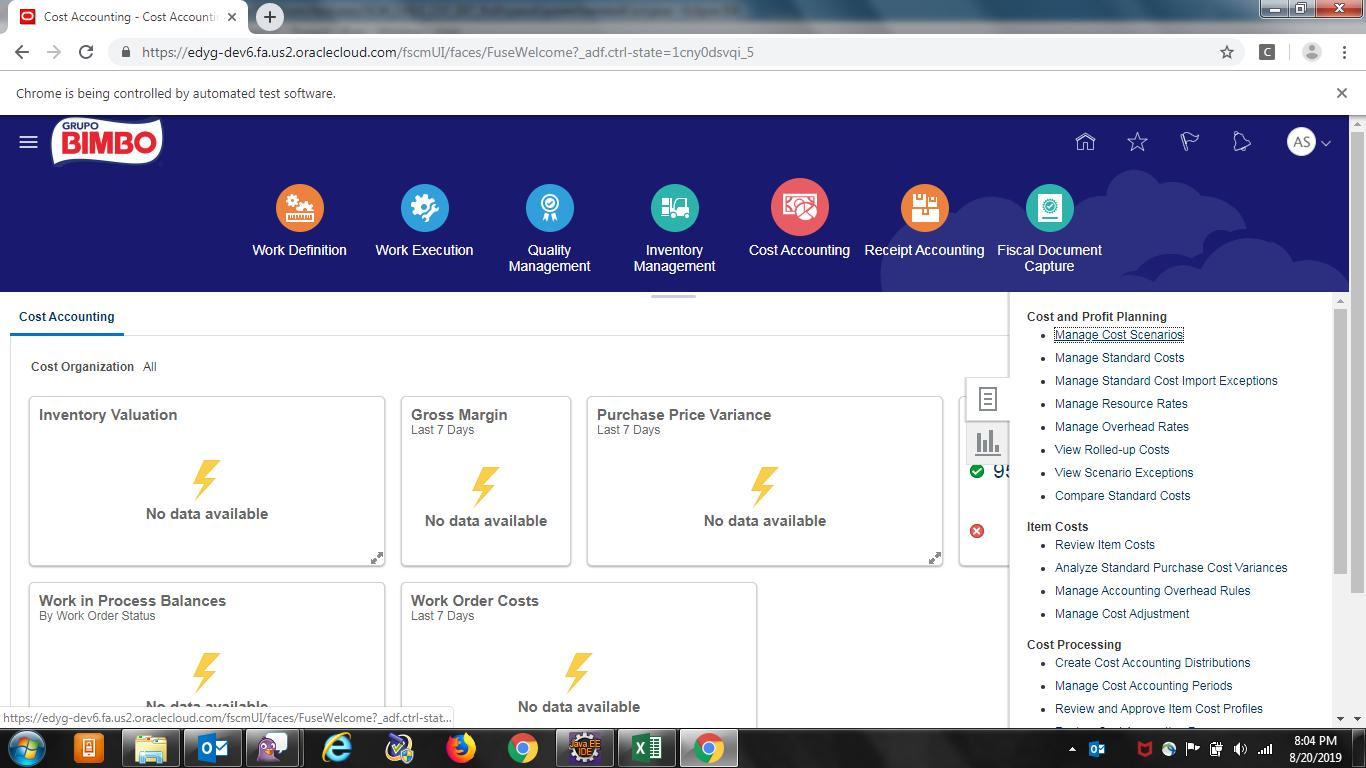 Cost Accounting - Cost Accounti
https://edyg-dev6.fa.us2.oraclecloud.com/fscmUI/faces/FuseWelcome?_adf.ctrl-state=1cny0dsvqi_5
C
Chrome is being controlled by automated test software.
GRUPO
BIMBO
AS
Work Definition
Work Execution
Quality
Management
Inventory
Management
Cost Accounting
Receipt Accounting
Fiscal Document
Capture
Cost Accounting
Cost Organization All
Inventory Valuation
No data available
Gross Margin
Last 7 Days
No data available
Purchase Price Variance
Last 7 Days
No data available
Work in Process Balances
By Work Order Status
No data available
Work Order Costs
Last 7 Days
No data available
Cost and Profit Planning
Manage Cost Scenarios
Manage Standard Costs
Manage Standard Cost Import Exceptions
Manage Resource Rates
Manage Overhead Rates
View Rolled-up Costs
View Scenario Exceptions
Compare Standard Costs
Item Costs
Review Item Costs
Analyze Standard Purchase Cost Variances
Manage Accounting Overhead Rules
Manage Cost Adjustment
Cost Processing
Create Cost Accounting Distributions
Manage Cost Accounting Periods
Review and Approve Item Cost Profiles
https://edyg-dev6.fa.us2.oraclecloud.com/fscmUI/faces/FuseWelcome?_adf.ctrl-stat...
Java EE
IDE
8:04 PM
8/20/2019